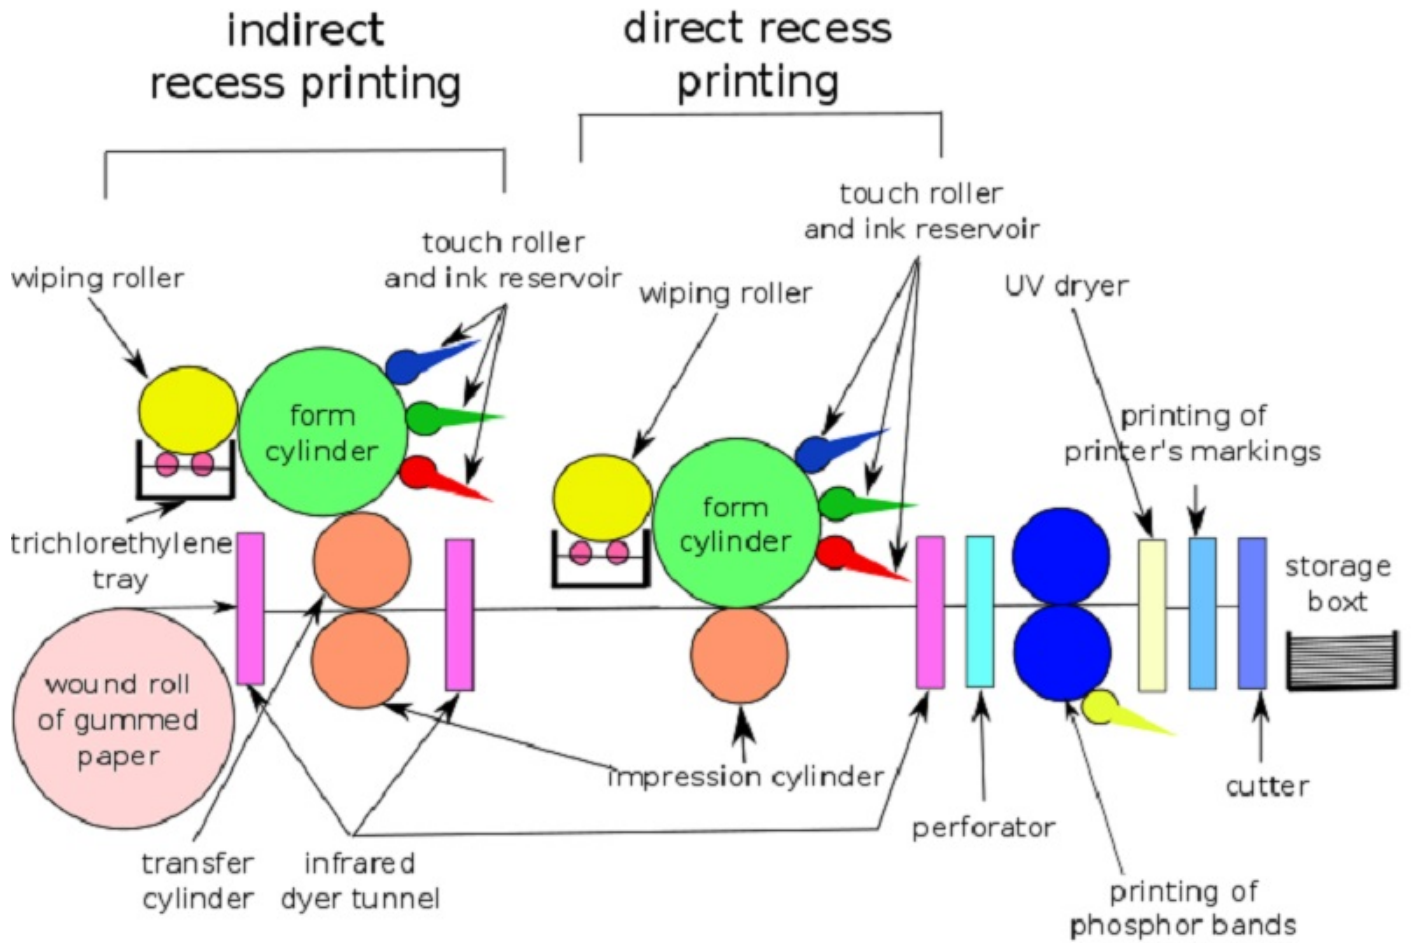 indirect
recess printing
direct recess
printing
touch roller
and ink reservoir
touch roller
and ink reservoir
wiping roller
wiping roller
UV dryer
form
cylinder
printing of
printer's markings
form
cylinder
trichlorethylene
tray
storage
boxt
wound roll
of gummed
paper
impression cylinder
cutter
perforator
transfer
cylinder
infrared
dyer tunnel
printing of
phosphor bands